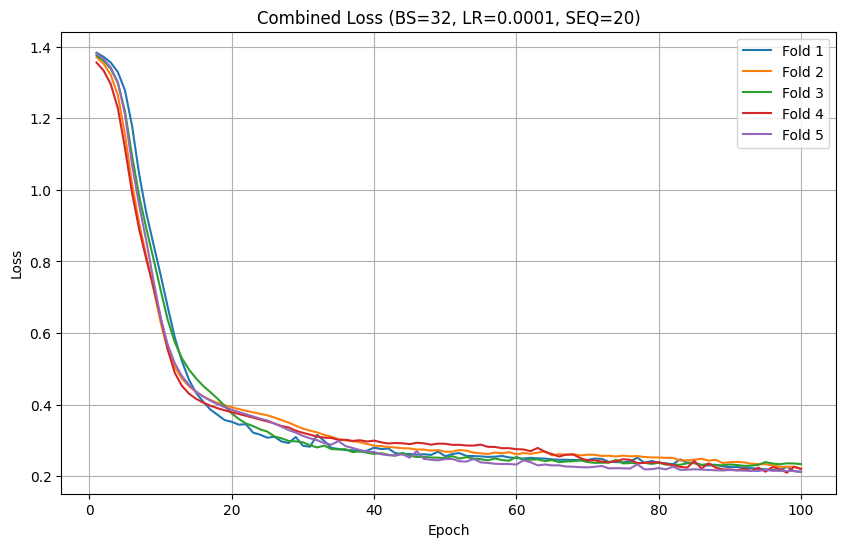 Combined Loss (BS=32, LR=0.0001, SEQ=20)
1.4
1.2
1.0
0.8
0.6
0.4
0.2
Loss
Fold 1
Fold 2
Fold 3
Fold 4
Fold 5
0 20 40 60 80 100
Epoch